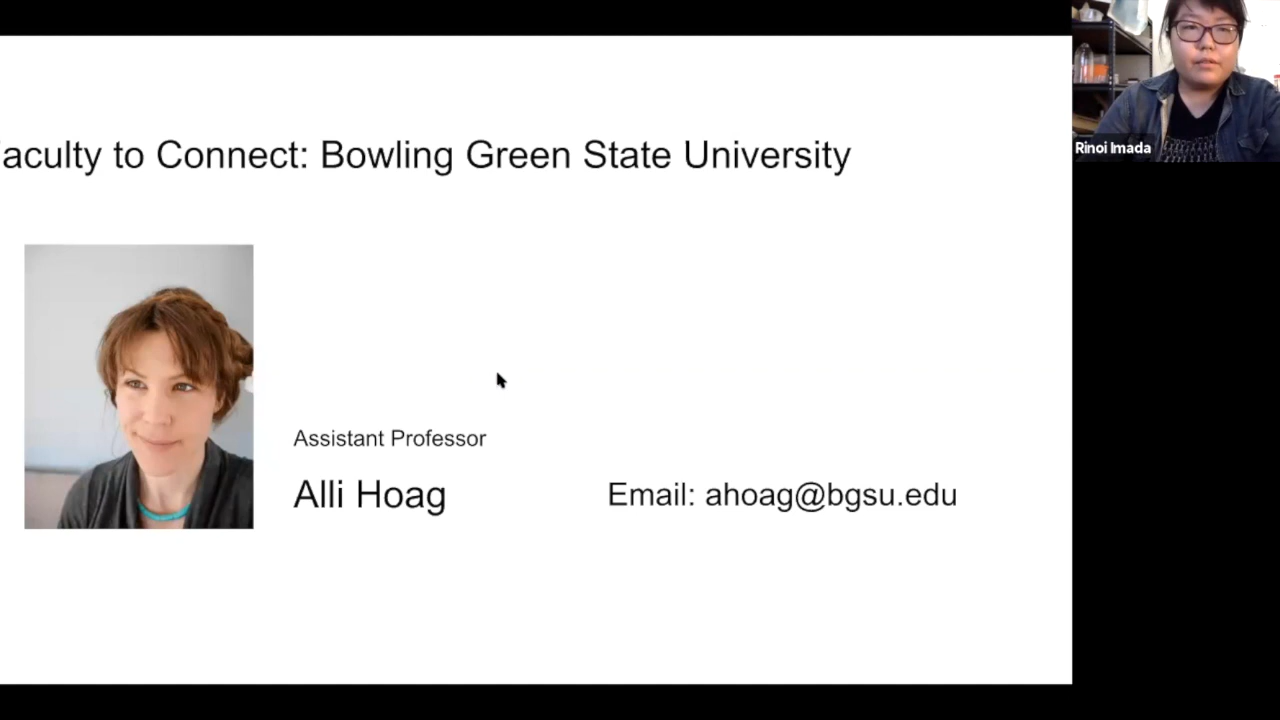 aculty to Connect: Bowling Green State University
Rinoi Imada
Assistant Professor
Alli Hoag
Email: ahoag@bgsu.edu